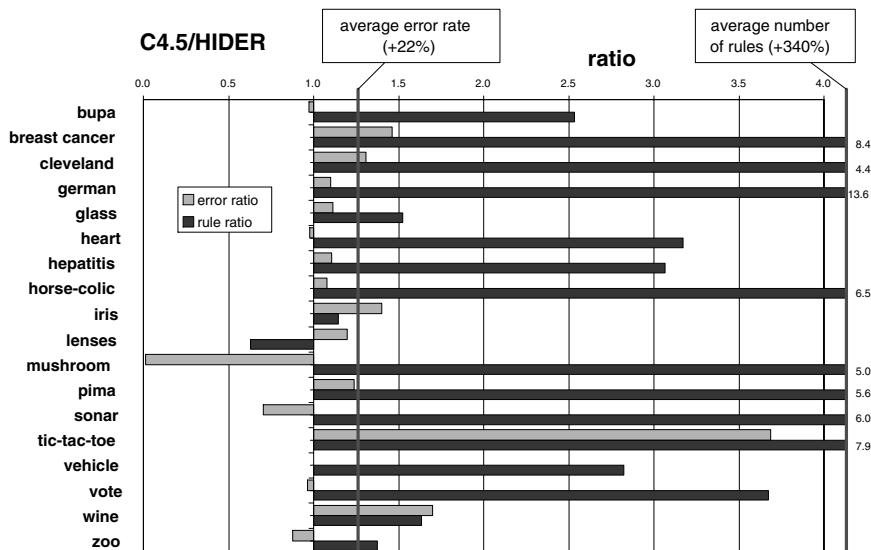 C4.5/HIDER
average error rate
(+22%)
ratio
average number
of rules (+340%)
0.0 0.5 1.0 1.5 2.0 2.5 3.0 3.5 4.0
bupa
breast cancer 8.4
cleveland 4.4
german 13.6
error ratio
rule ratio
glass
heart
hepatitis
horse-colic 6.5
iris
lenses
mushroom 5.0
pima 5.6
sonar 6.0
tic-tac-toe 7.9
vehicle
vote
wine
zoo